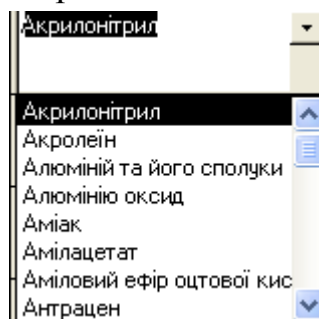 Акрилонітрил
Акрилонітрил
Акролеїн
Алюміній та його сполуки
Алюмінію оксид
Аміак
Амілацетат
Аміловий ефір оцтової кис
Антрацен